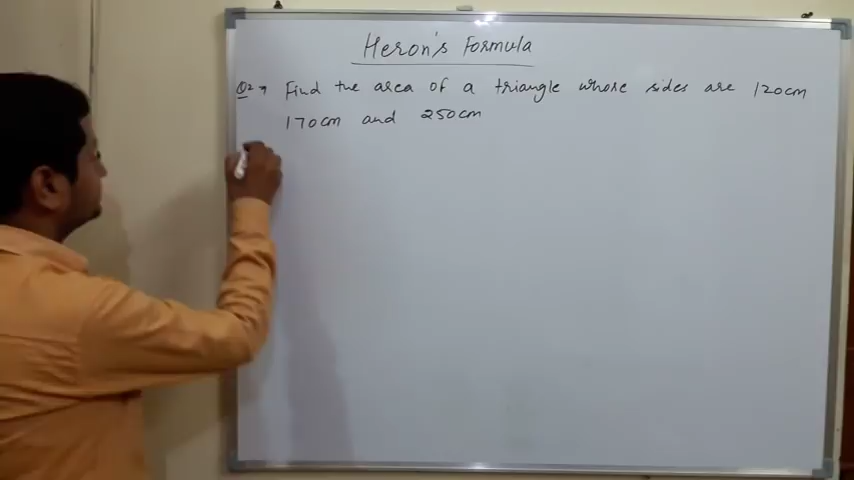 Heron's Formula
Q2→ Find the area of a triangle whose sides are 120cm
170cm and 250cm